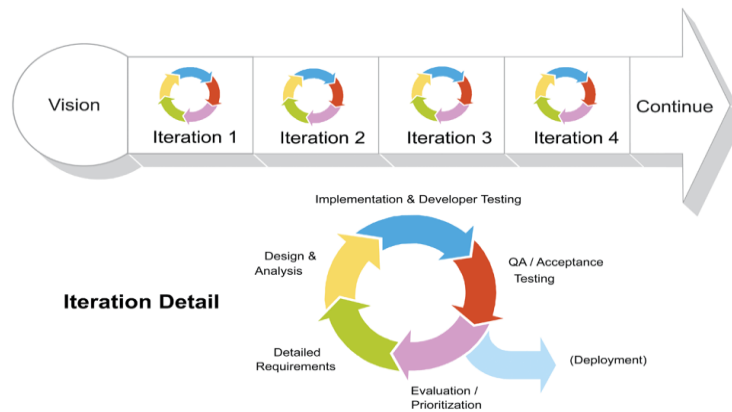 Vision
Iteration 1
Iteration 2
Iteration 3
Iteration 4
Continue
Implementation & Developer Testing
Design &
Analysis
QA / Acceptance
Testing
Iteration Detail
Detailed
Requirements
(Deployment)
Evaluation /
Prioritization